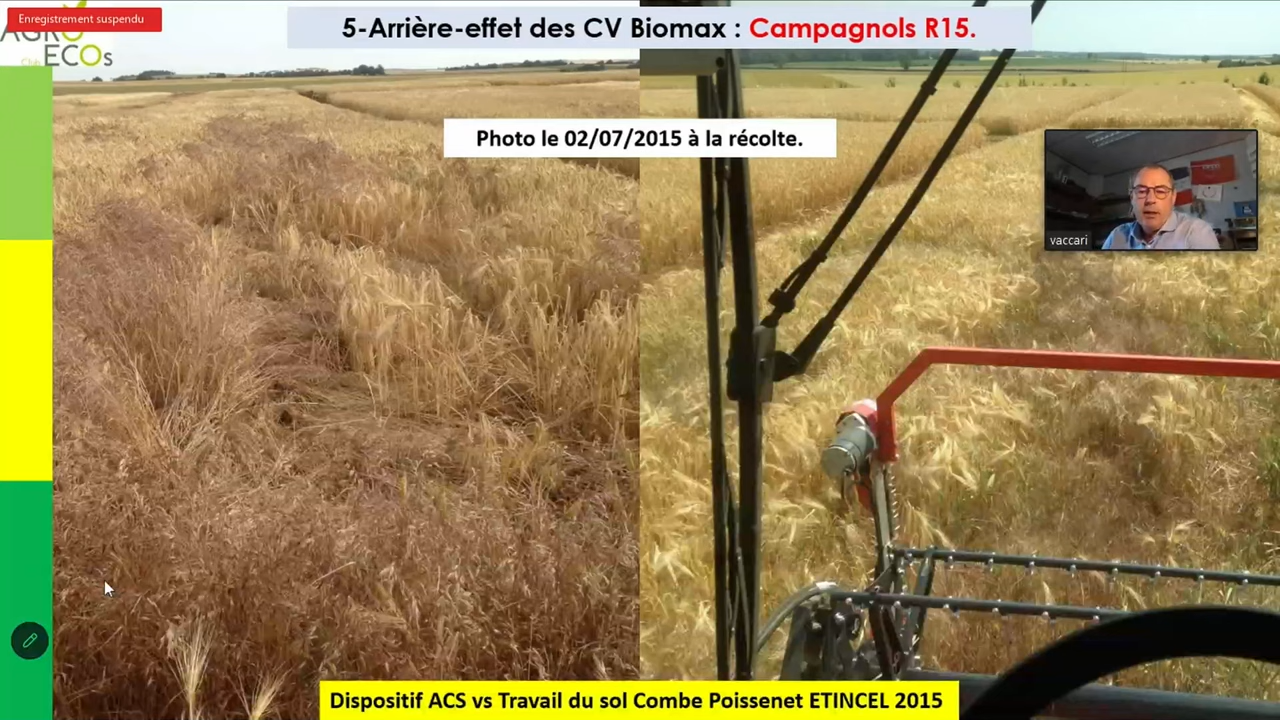 Enregistrement suspendu
5-Arrière-effet des CV Biomax : Campagnols R15.
AGRO
Club ECOs
Photo le 02/07/2015 à la récolte.
vaccari
Dispositif ACS vs Travail du sol Combe Poissenet ETINCEL 2015